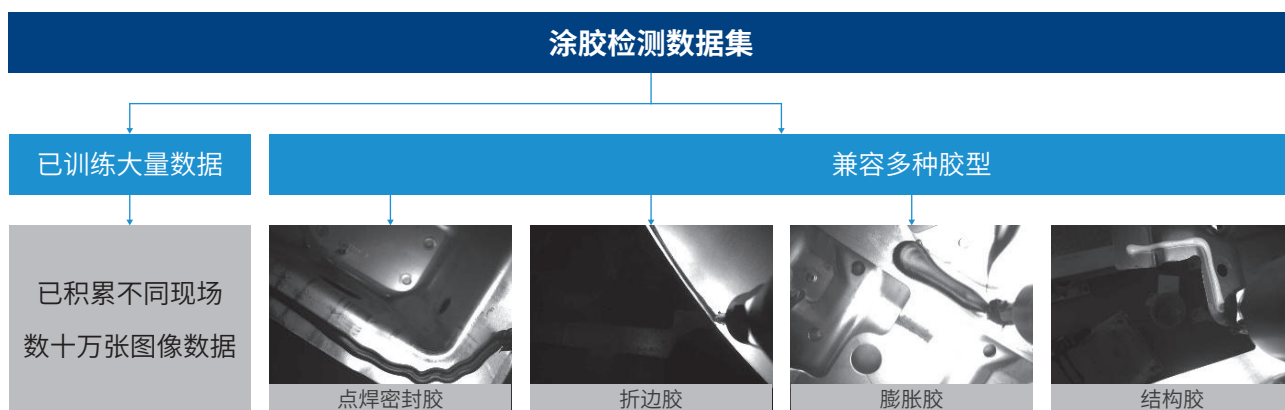 涂胶检测数据集
已训练大量数据
兼容多种胶型
已积累不同现场
数十万张图像数据
点焊密封胶
折边胶
膨胀胶
结构胶